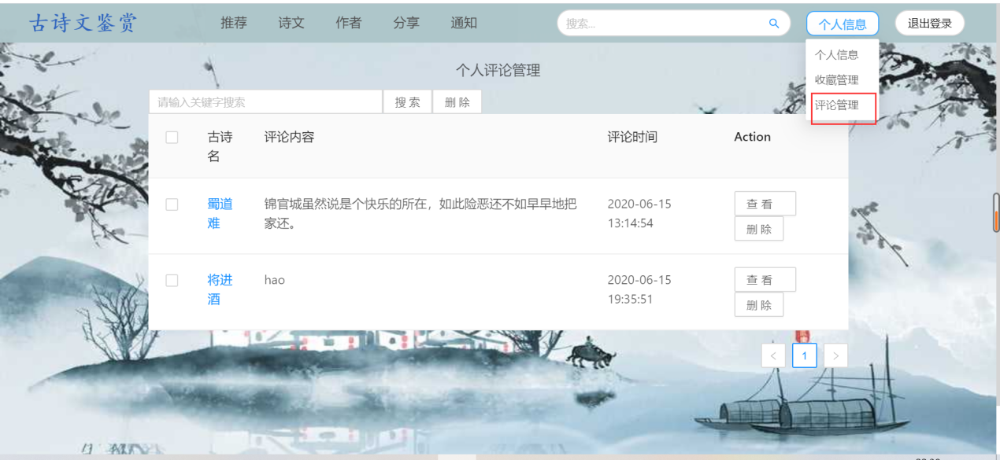 古诗文鉴赏 推荐 诗文 作者 分享 通知 搜索... 个人信息 退出登录
个人信息
收藏管理
评论管理
个人评论管理
请输入关键字搜索 搜 索 删 除
古诗名 评论内容 评论时间 Action
蜀道难 锦官城虽然说是个快乐的所在，如此险恶还不如早早地把 2020-06-15 查 看
家还。 13:14:54 删 除
将进酒 hao 2020-06-15 查 看
19:35:51 删 除
< 1 >